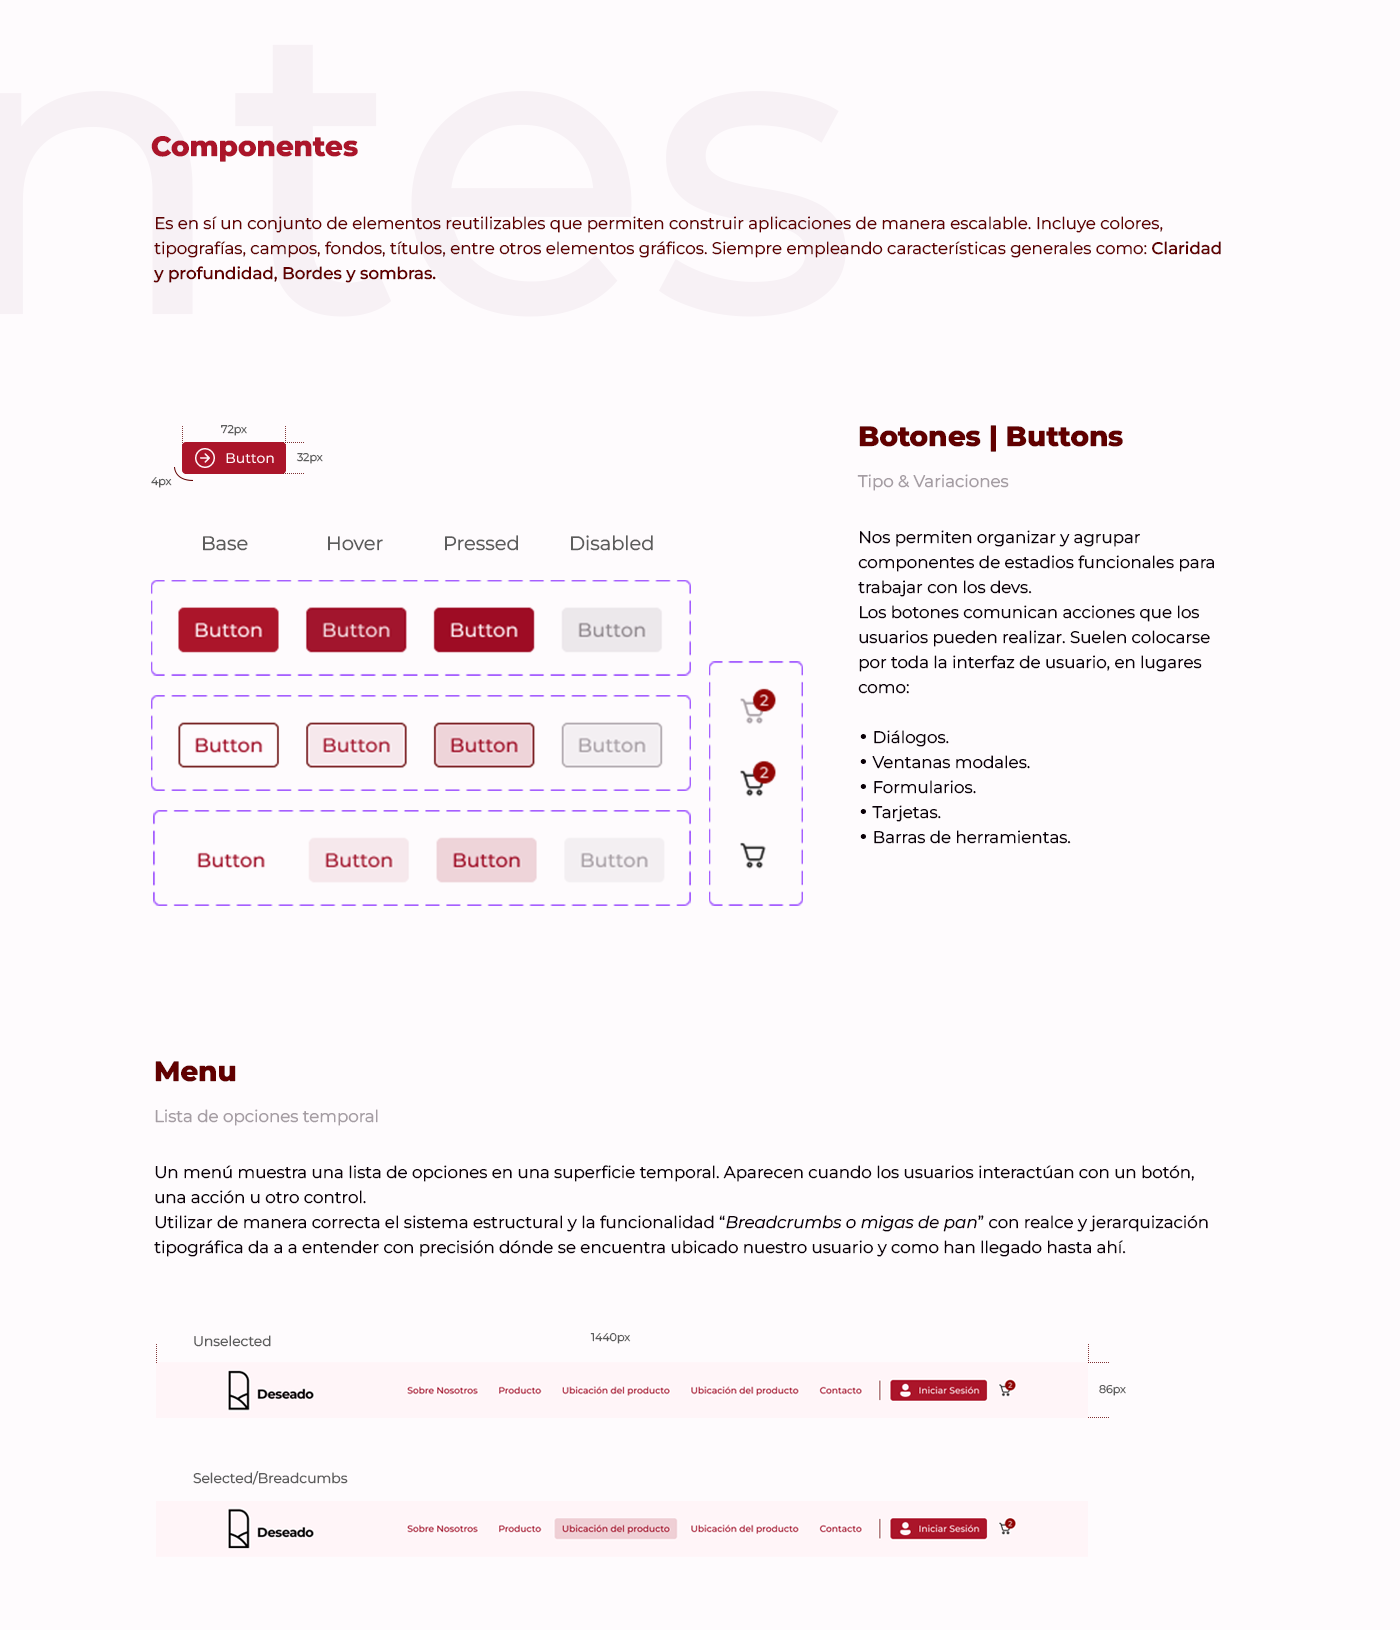 ntes
Componentes
Es en sí un conjunto de elementos reutilizables que permiten construir aplicaciones de manera escalable. Incluye colores,
tipografías, campos, fondos, títulos, entre otros elementos gráficos. Siempre empleando características generales como: Claridad
y profundidad, Bordes y sombras.
72px
Button
32px
4px
Base Hover Pressed Disabled
Button Button Button Button
Button Button Button Button
Button Button Button Button
2
2
Botones | Buttons
Tipo & Variaciones
Nos permiten organizar y agrupar
componentes de estadios funcionales para
trabajar con los devs.
Los botones comunican acciones que los
usuarios pueden realizar. Suelen colocarse
por toda la interfaz de usuario, en lugares
como:
• Diálogos.
• Ventanas modales.
• Formularios.
• Tarjetas.
• Barras de herramientas.
Menu
Lista de opciones temporal
Un menú muestra una lista de opciones en una superficie temporal. Aparecen cuando los usuarios interactúan con un botón,
una acción u otro control.
Utilizar de manera correcta el sistema estructural y la funcionalidad “Breadcrumbs o migas de pan” con realce y jerarquización
tipográfica da a a entender con precisión dónde se encuentra ubicado nuestro usuario y como han llegado hasta ahí.
Unselected
1440px
Deseado Sobre Nosotros Producto Ubicación del producto Ubicación del producto Contacto Iniciar Sesión 2
86px
Selected/Breadcumbs
Deseado Sobre Nosotros Producto Ubicación del producto Ubicación del producto Contacto Iniciar Sesión 2